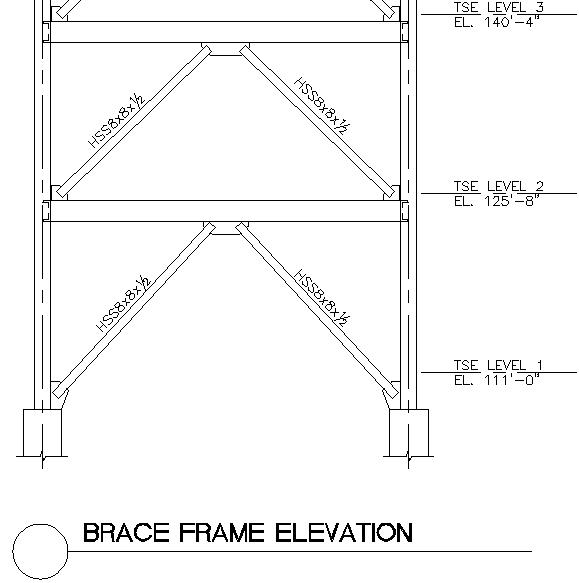 TSE LEVEL 3
EL. 140'-4"
HSS8x8x½
HSS8x8x½
TSE LEVEL 2
EL. 125'-8"
HSS8x8x½
HSS8x8x½
TSE LEVEL 1
EL. 111'-0"
BRACE FRAME ELEVATION